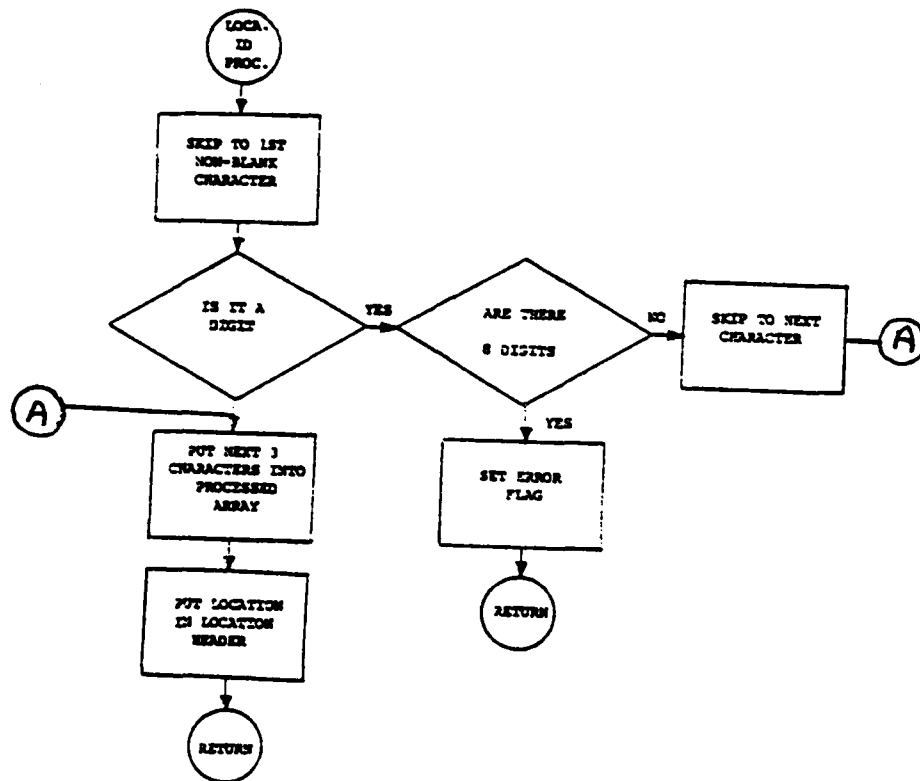 LOCA.
ID
PROC.
SKIP TO 1ST
NON-BLANK
CHARACTER
IS IT A
DIGIT
YES
ARE THERE
8 DIGITS
NO
SKIP TO NEXT
CHARACTER
A
A
PUT NEXT 3
CHARACTERS INTO
PROCESSED
ARRAY
YES
SET ERROR
FLAG
PUT LOCATION
IN LOCATION
HEADER
RETURN
RETURN